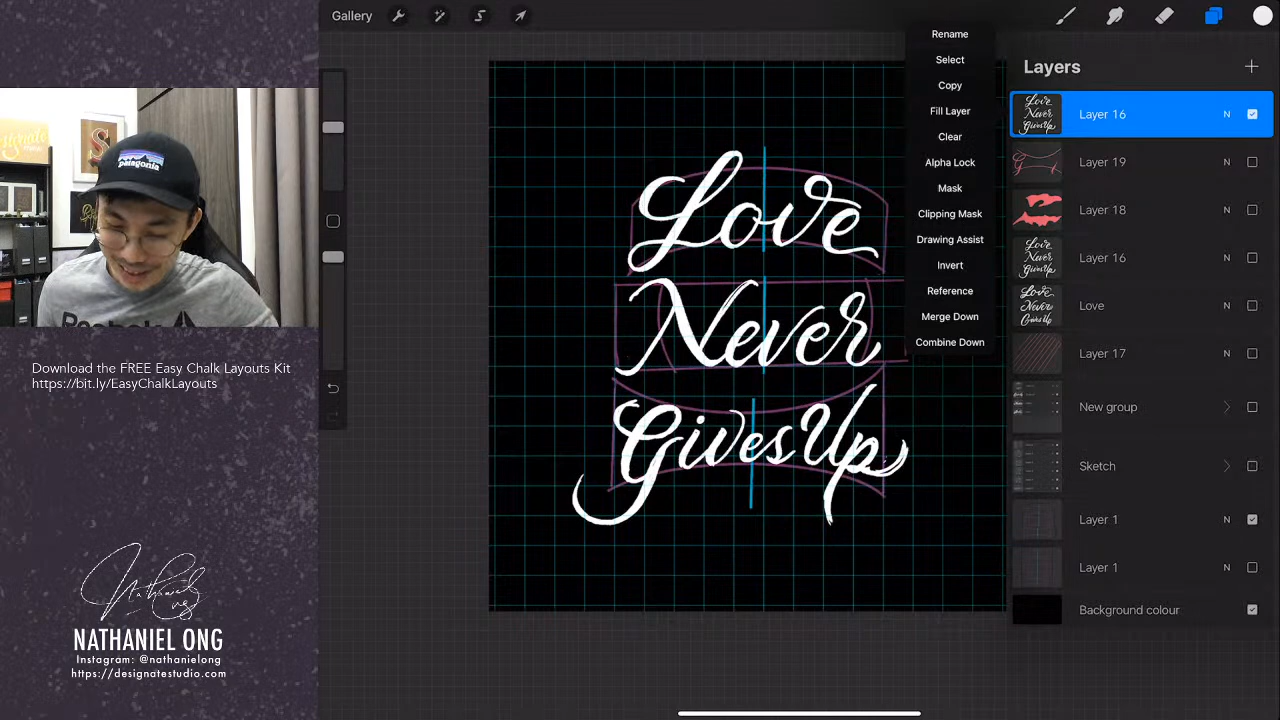 Gallery
Rename
Select
Copy
Fill Layer
Clear
Alpha Lock
Mask
Clipping Mask
Drawing Assist
Invert
Reference
Merge Down
Combine Down
Layers
Layer 16 N
Layer 19 N
Layer 18 N
Layer 16 N
Love N
Layer 17 N
New group
Sketch
Layer 1 N
Layer 1 N
Background colour
Love
Never
Gives Up
patagonia
Download the FREE Easy Chalk Layouts Kit
https://bit.ly/EasyChalkLayouts
Nathaniel
Ong
NATHANIEL ONG
Instagram: @nathanielong
https://designatestudio.com